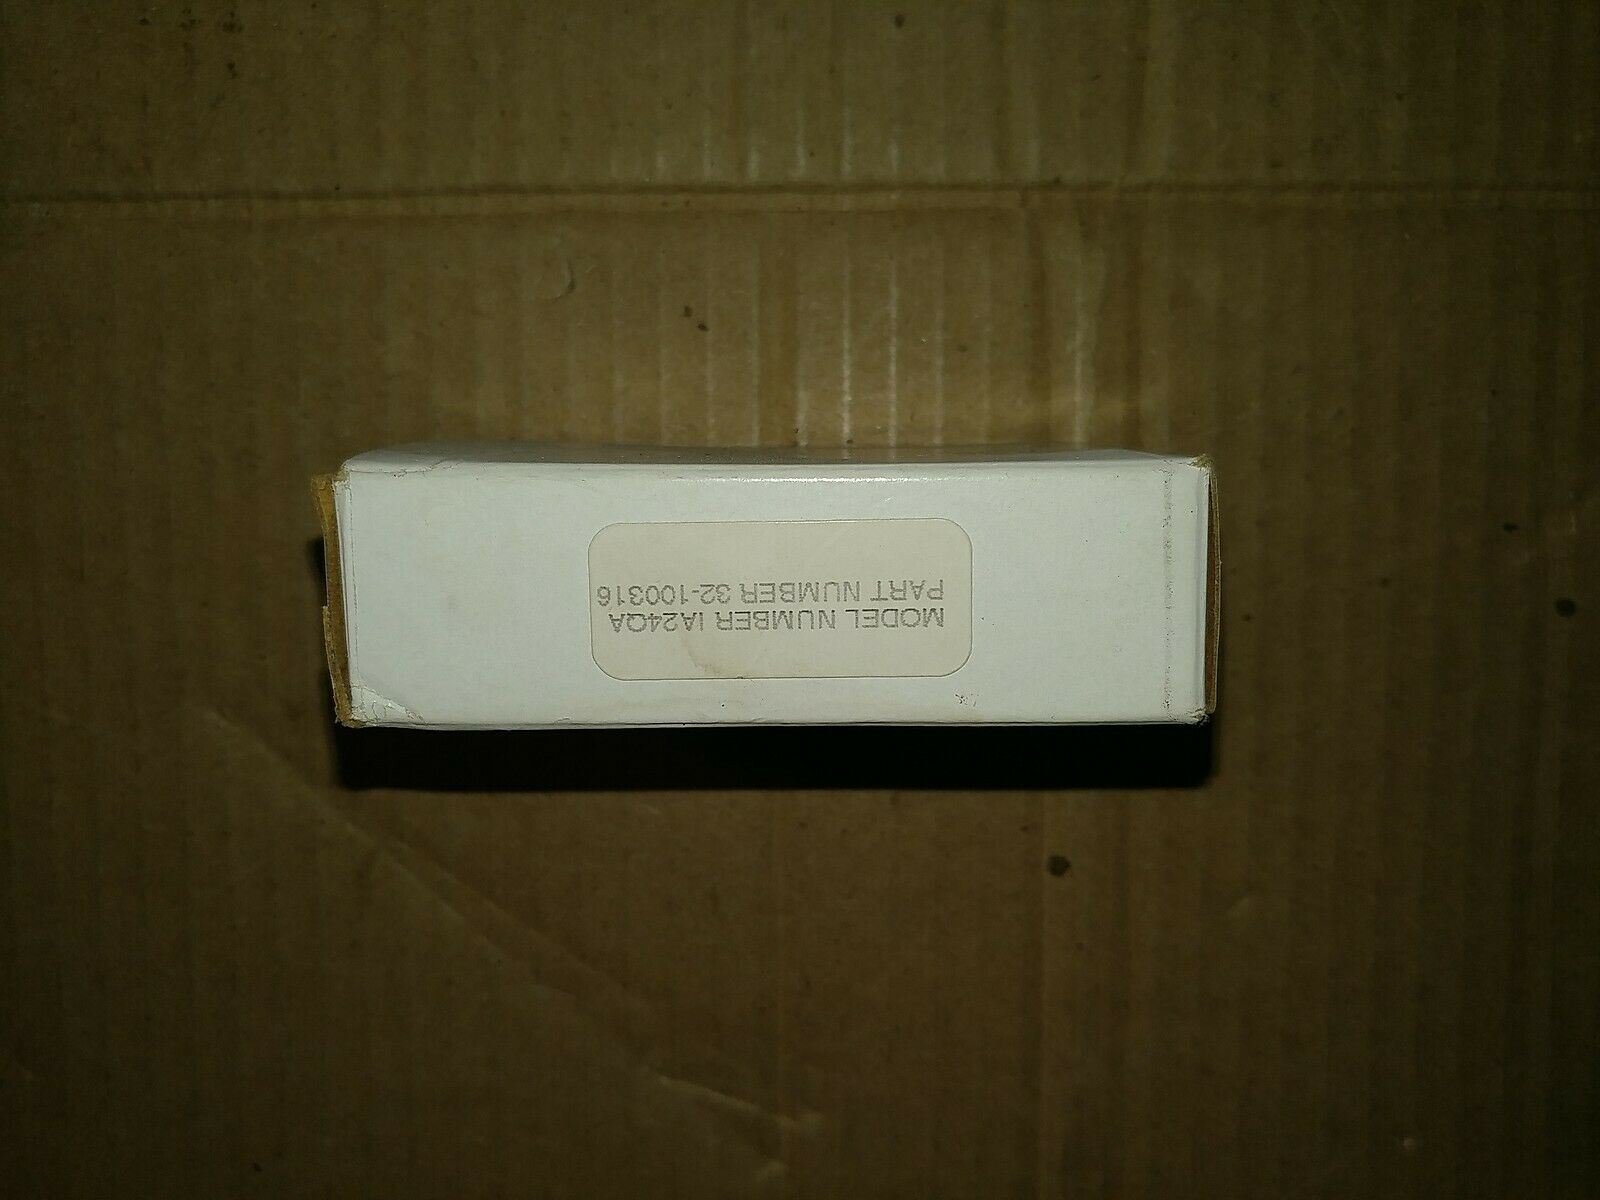 MODEL NUMBER IA24QA
PART NUMBER 32-100316